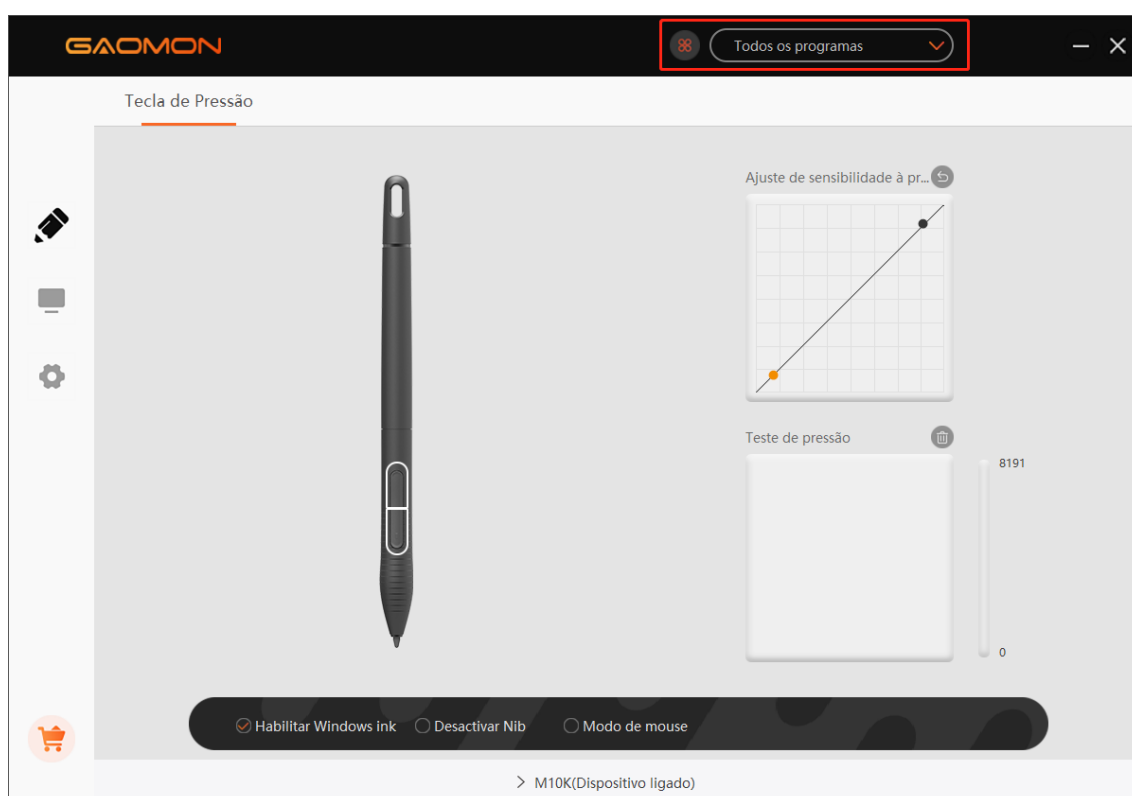 GAOMON
Todos os programas
Tecla de Pressão
Ajuste de sensibilidade à pr...
Teste de pressão
8191
0
Habilitar Windows ink
Desactivar Nib
Modo de mouse
M10K(Dispositivo ligado)